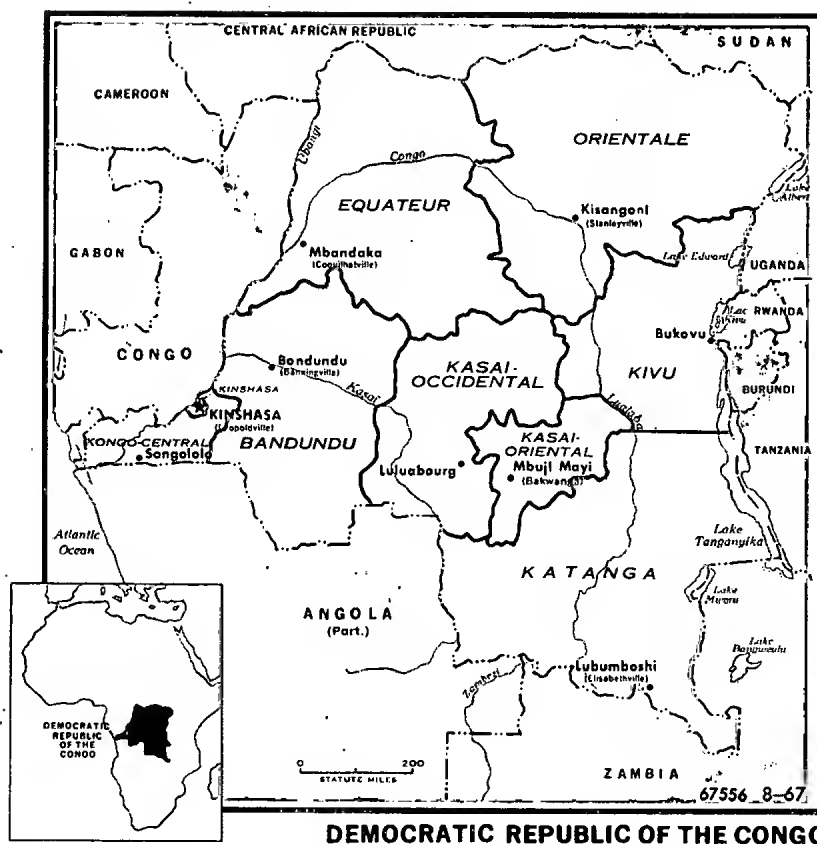 CENTRAL AFRICAN REPUBLIC
SUDAN
CAMEROON
Ubangi
Congo
ORIENTALE
Lake
Albert
EQUATEUR
Kisangani
(Stanleyville)
GABON
Mbandaka
(Coquilhatville)
Lake Edward
UGANDA
Lac
Kivu
RWANDA
Bukavu
CONGO
Bandundu
(Banningville)
KASAI-
OCCIDENTAL
KIVU
KINSHASA
Kasai
BURUNDI
KINSHASA
(Leopoldville)
Lualaba
KONGO-CENTRAL
BANDUNDU
KASAI-
ORIENTAL
Songololo
Luluabourg
Mbuji Mayi
(Bakwanga)
TANZANIA
Atlantic
Ocean
Lake
Tanganyika
KATANGA
Lake
Mweru
ANGOLA
(Port.)
Lake
Bangweulu
Lubumbashi
(Elisabethville)
Zambezi
DEMOCRATIC
REPUBLIC
OF THE
CONGO
0 200
STATUTE MILES
ZAMBIA
67556 8-67
DEMOCRATIC REPUBLIC OF THE CONGO